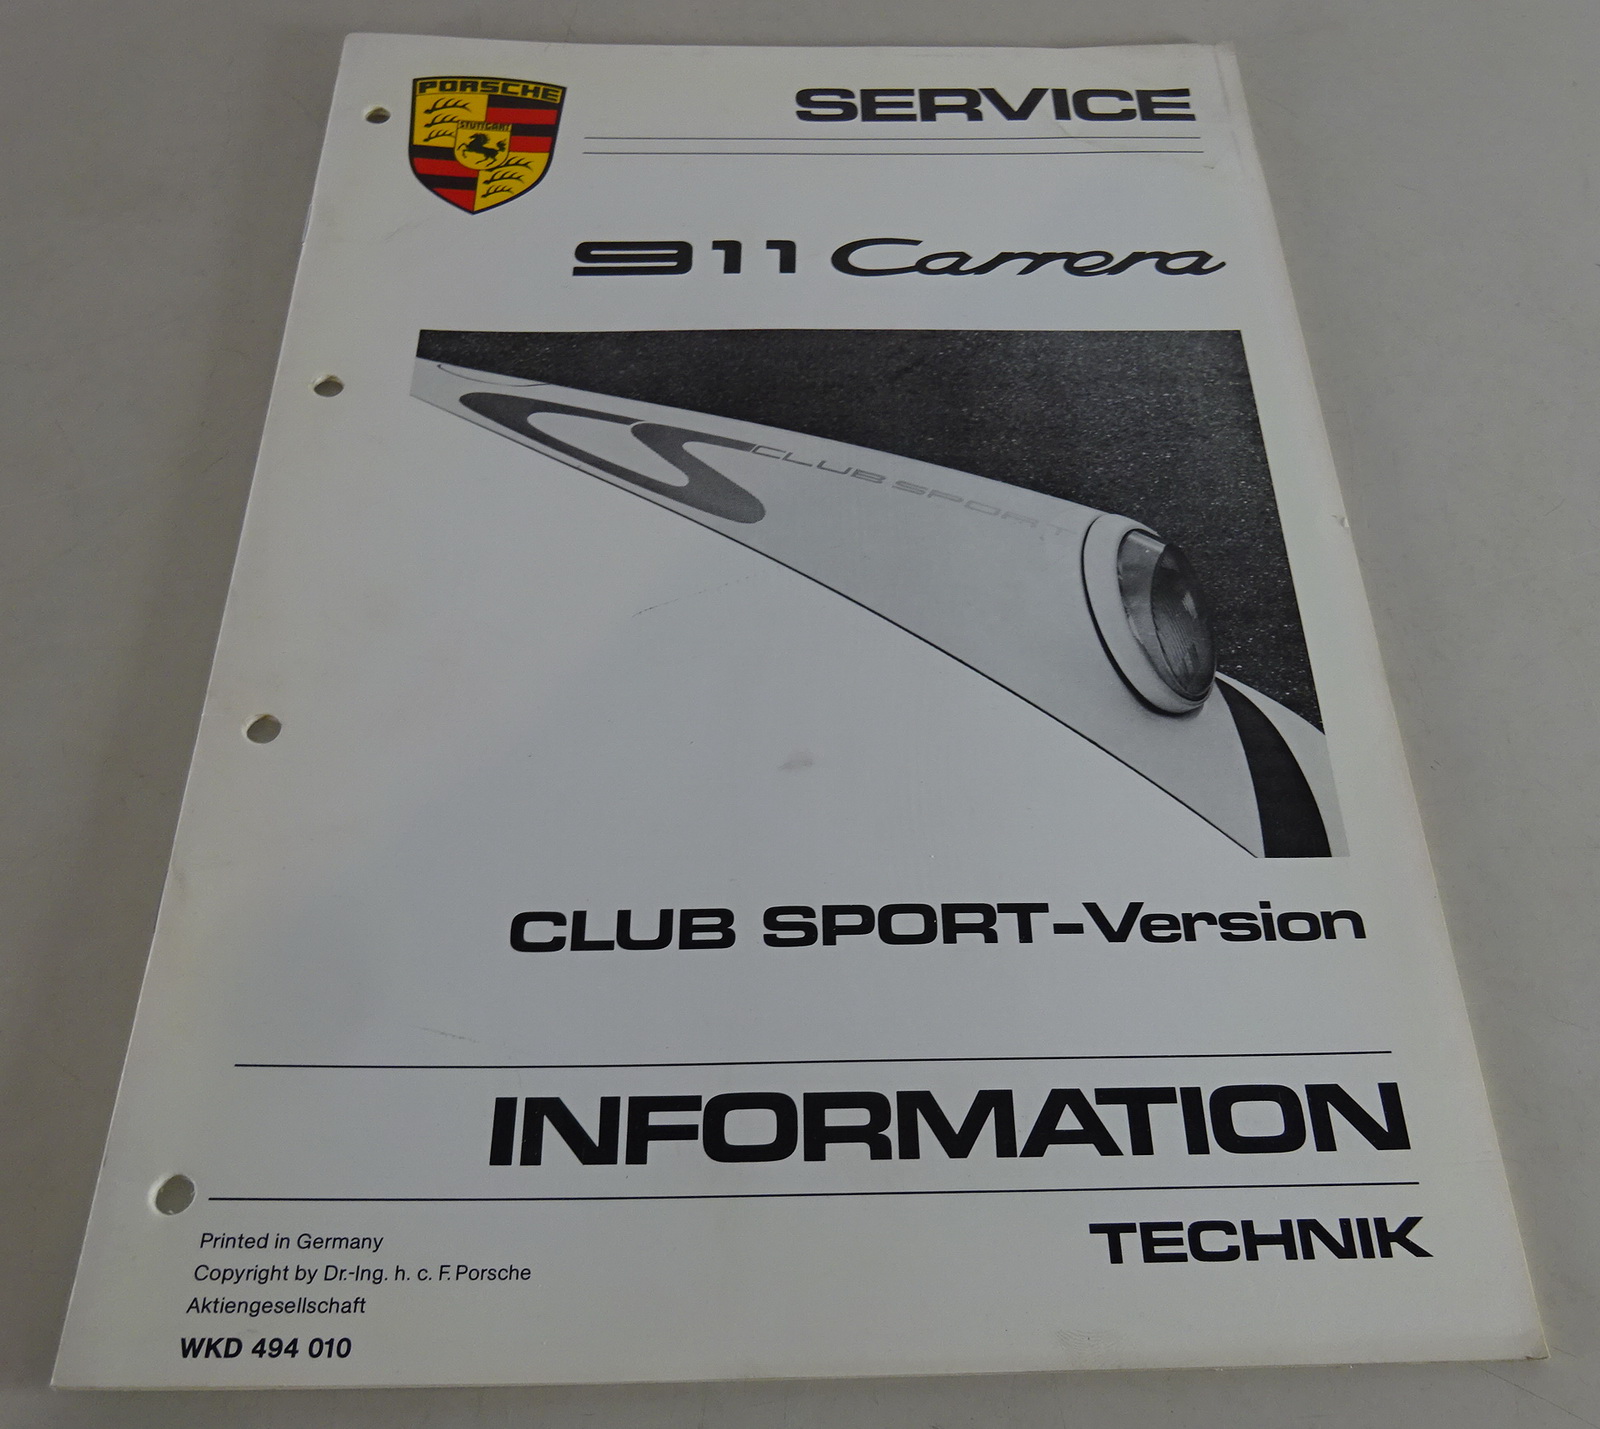 PORSCHE
STUTTGART
SERVICE
911 Carrera
CS CLUB SPORT
CLUB SPORT-Version
INFORMATION
TECHNIK
Printed in Germany
Copyright by Dr.-Ing. h. c. F. Porsche
Aktiengesellschaft
WKD 494 010